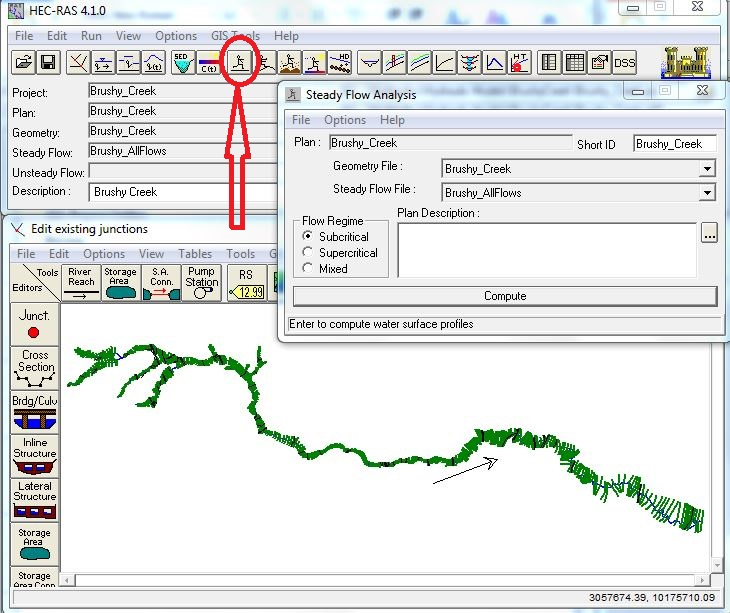 HEC-RAS 4.1.0
File Edit Run View Options GIS Tools Help
SED C(t) HD HT DSS
Project: Brushy_Creek
Plan: Brushy_Creek
Geometry: Brushy_Creek
Steady Flow: Brushy_AllFlows
Unsteady Flow:
Description : Brushy Creek
Steady Flow Analysis
File Options Help
Plan : Brushy_Creek Short ID Brushy_Creek
Geometry File : Brushy_Creek
Steady Flow File : Brushy_AllFlows
Flow Regime Plan Description :
Subcritical
Supercritical
Mixed
...
Compute
Enter to compute water surface profiles
Edit existing junctions
File Edit Options View Tables Tools G
Tools
Editors
River Reach
Storage Area
S.A. Conn.
Pump Station
RS
12.99
Junct.
Cross Section
Brdg/Culv
Inline Structure
Lateral Structure
Storage Area
Storage Area Conn
3057674.39, 10175710.09